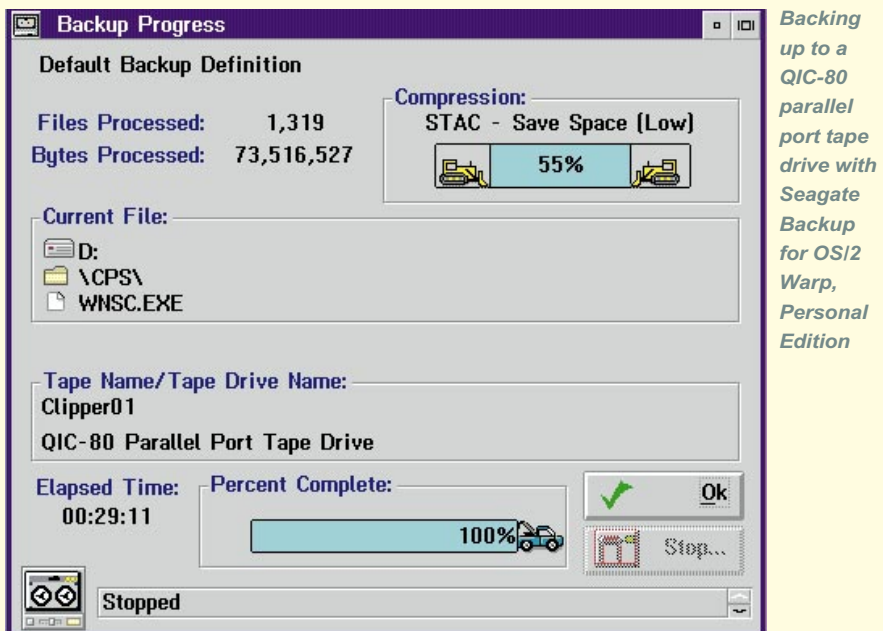 Backup Progress
Default Backup Definition
Files Processed: 1,319
Bytes Processed: 73,516,527
Compression:
STAC - Save Space (Low)
55%
Current File:
D:
\CPS\
WNSC.EXE
Tape Name/Tape Drive Name:
Clipper01
QIC-80 Parallel Port Tape Drive
Elapsed Time:
00:29:11
Percent Complete:
100%
Ok
Stop...
Stopped
Backing
up to a
QIC-80
parallel
port tape
drive with
Seagate
Backup
for OS/2
Warp,
Personal
Edition